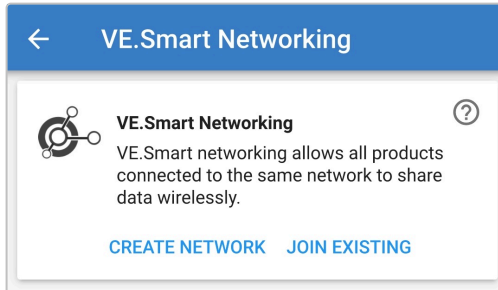 VE.Smart Networking
VE.Smart Networking
VE.Smart networking allows all products
connected to the same network to share
data wirelessly.
CREATE NETWORK JOIN EXISTING